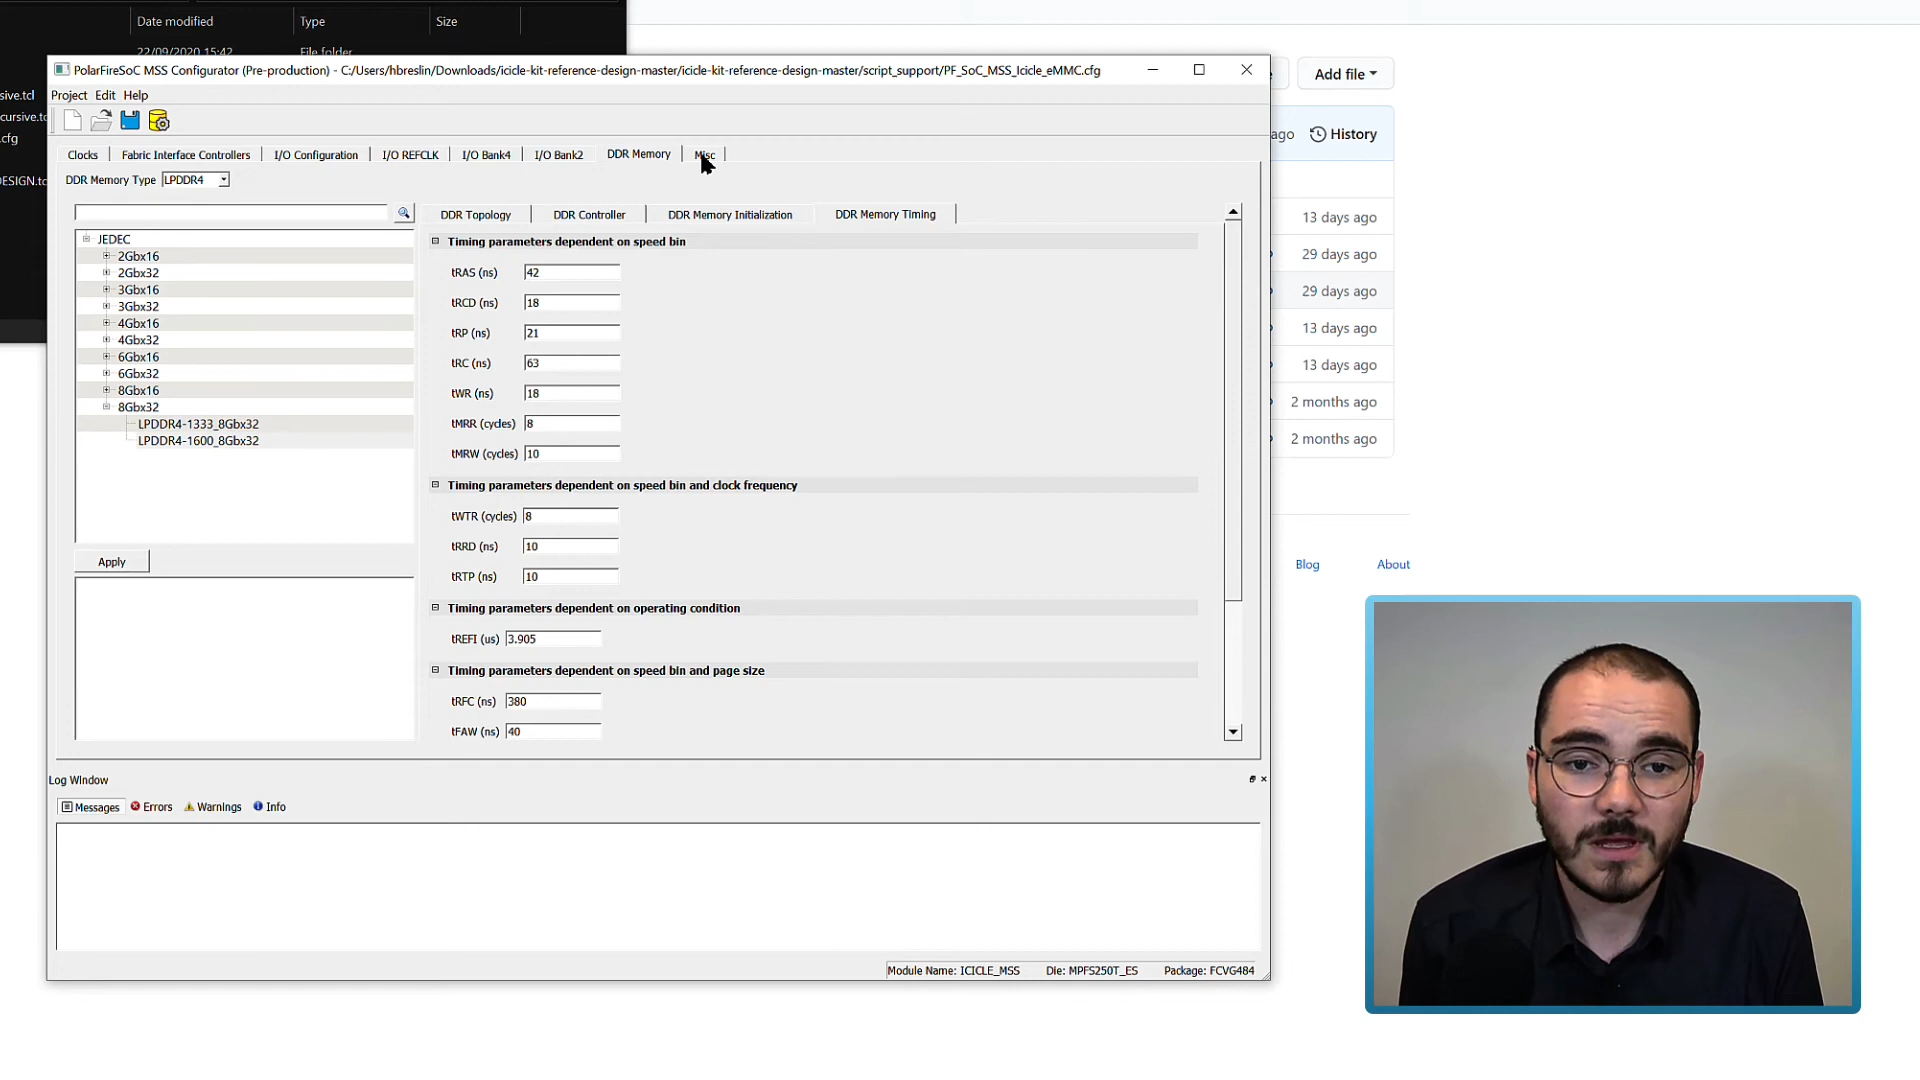 Date modified
Type
Size
22/09/2020 15:42
File folder
PolarFireSoC MSS Configurator (Pre-production) - C:/Users/hbreslin/Downloads/icicle-kit-reference-design-master/icicle-kit-reference-design-master/script_support/PF_SoC_MSS_Icicle_eMMC.cfg
Add file
sive.tcl
cursive.tc
.cfg
ESIGN.tc
Project Edit Help
ago
History
Clocks
Fabric Interface Controllers
I/O Configuration
I/O REFCLK
I/O Bank4
I/O Bank2
DDR Memory
Misc
DDR Memory Type LPDDR4
DDR Topology
DDR Controller
DDR Memory Initialization
DDR Memory Timing
JEDEC
2Gbx16
2Gbx32
3Gbx16
3Gbx32
4Gbx16
4Gbx32
6Gbx16
6Gbx32
8Gbx16
8Gbx32
LPDDR4-1333_8Gbx32
LPDDR4-1600_8Gbx32
Apply
Timing parameters dependent on speed bin
tRAS (ns) 42
tRCD (ns) 18
tRP (ns) 21
tRC (ns) 63
tWR (ns) 18
tMRR (cycles) 8
tMRW (cycles) 10
Timing parameters dependent on speed bin and clock frequency
tWTR (cycles) 8
tRRD (ns) 10
tRTP (ns) 10
Timing parameters dependent on operating condition
tREFI (us) 3.905
Timing parameters dependent on speed bin and page size
tRFC (ns) 380
tFAW (ns) 40
13 days ago
29 days ago
29 days ago
13 days ago
13 days ago
2 months ago
2 months ago
Blog
About
Log Window
Messages
Errors
Warnings
Info
Module Name: ICICLE_MSS
Die: MPFS250T_ES
Package: FCVG484